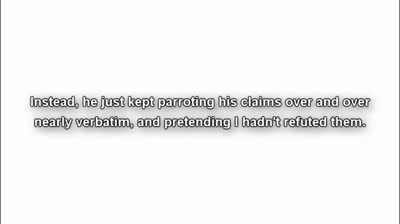 Instead, he just kept parroting his claims over and over
nearly verbatim, and pretending I hadn't refuted them.